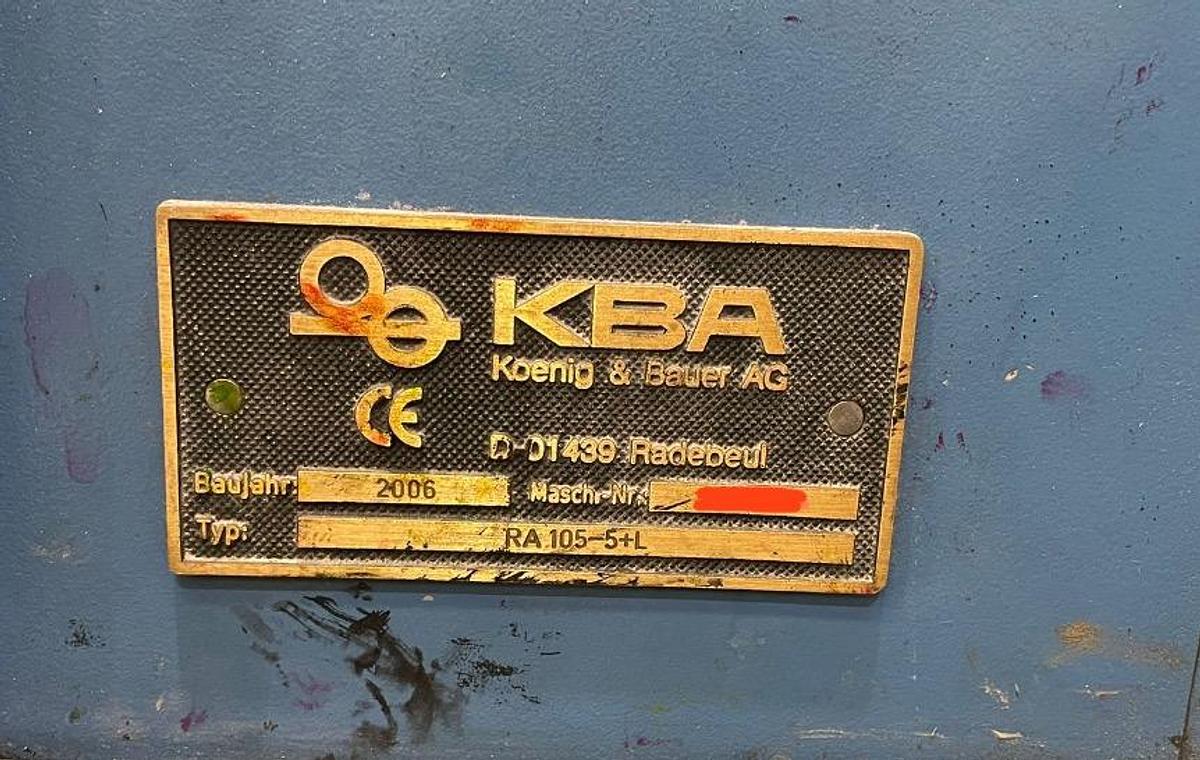 KBA
Koenig & Bauer AG
CE
D-01439 Radebeul
Baujahr: 2006 Masch.-Nr.:
Typ: RA 105-5+L